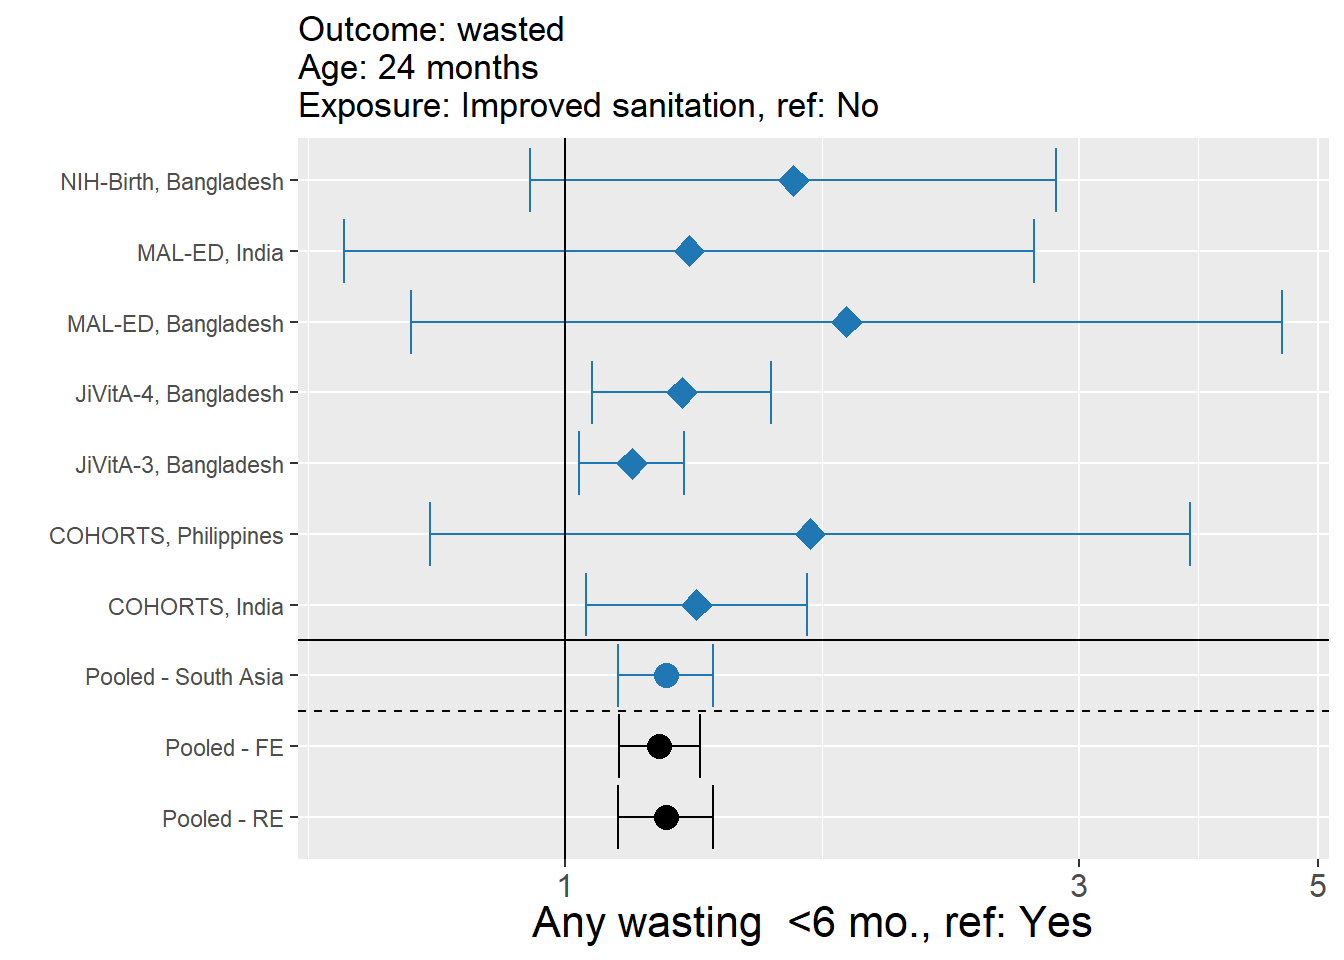 Outcome: wasted
Age: 24 months
Exposure: Improved sanitation, ref: No
NIH-Birth, Bangladesh
MAL-ED, India
MAL-ED, Bangladesh
JiVitA-4, Bangladesh
JiVitA-3, Bangladesh
COHORTS, Philippines
COHORTS, India
Pooled - South Asia
Pooled - FE
Pooled - RE
1 3 5
Any wasting  <6 mo., ref: Yes